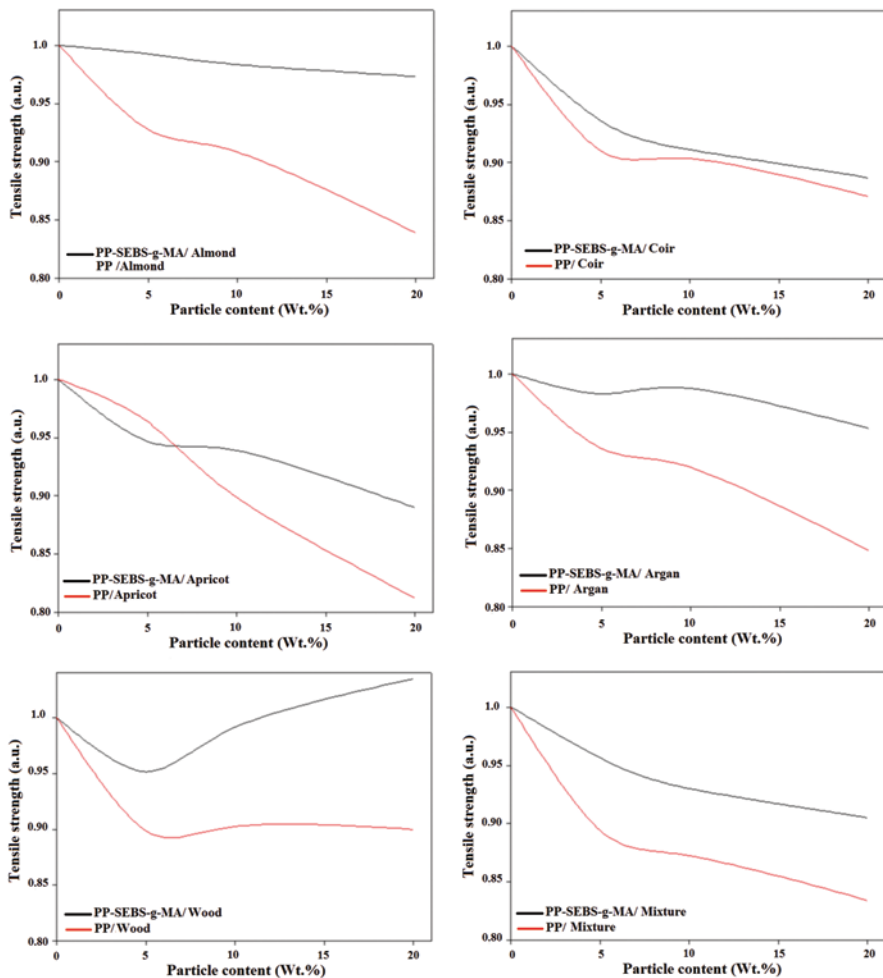 Tensile strength (a.u.)
1.0
0.95
0.90
0.85
0.80
PP-SEBS-g-MA/ Almond
PP /Almond
0 5 10 15 20
Particle content (Wt.%)
Tensile strength (a.u.)
1.0
0.95
0.90
0.85
0.80
PP-SEBS-g-MA/ Coir
PP/ Coir
0 5 10 15 20
Particle content (Wt.%)
Tensile strength (a.u.)
1.0
0.95
0.90
0.85
0.80
PP-SEBS-g-MA/ Apricot
PP/Apricot
0 5 10 15 20
Particle content (Wt.%)
Tensile strength (a.u.)
1.0
0.95
0.90
0.85
0.80
PP-SEBS-g-MA/ Argan
PP/ Argan
0 5 10 15 20
Particle content (Wt.%)
Tensile strength (a.u.)
1.0
0.95
0.90
0.85
0.80
PP-SEBS-g-MA/Wood
PP/Wood
0 5 10 15 20
Particle content (Wt.%)
Tensile strength (a.u.)
1.0
0.95
0.90
0.85
0.80
PP-SEBS-g-MA/ Mixture
PP/ Mixture
0 5 10 15 20
Particle content (Wt.%)